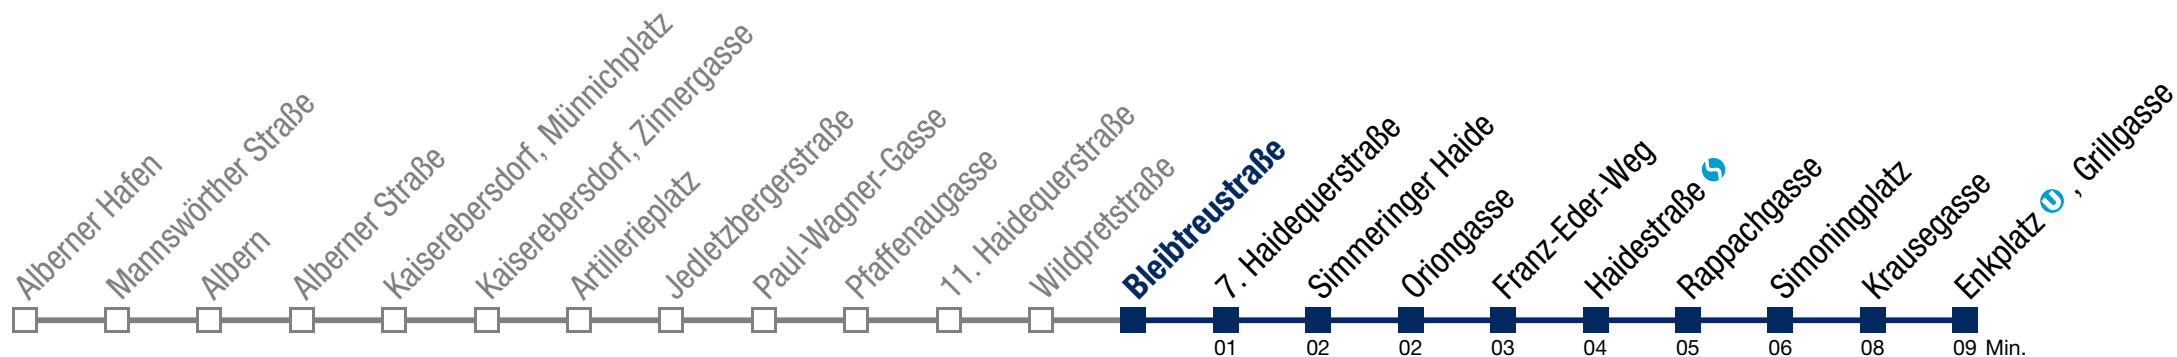 Alberner Hafen
Mannswörther Straße
Albern
Alberner Straße
Kaiserebersdorf, Münnichplatz
Kaiserebersdorf, Zinnergasse
Artillerieplatz
Jedletzbergerstraße
Paul-Wagner-Gasse
Pfaffenaugasse
11. Haidequerstraße
Wildpretstraße
Bleibtreustraße
7. Haidequerstraße
Simmeringer Haide
Oriongasse
Franz-Eder-Weg
Haidestraße S
Rappachgasse
Simoningplatz
Krausegasse
Enkplatz U , Grillgasse
01 02 02 03 04 05 06 08 09 Min.